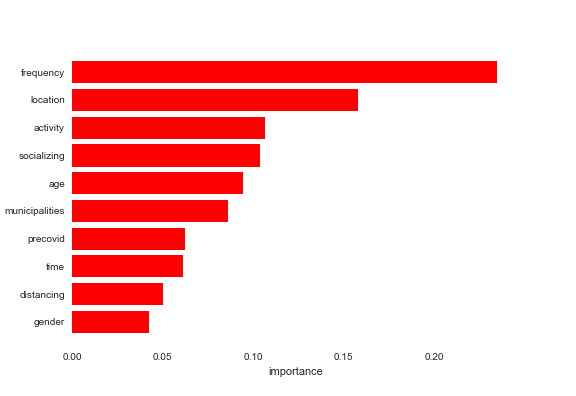 frequency
location
activity
socializing
age
municipalities
precovid
time
distancing
gender
0.00 0.05 0.10 0.15 0.20
importance